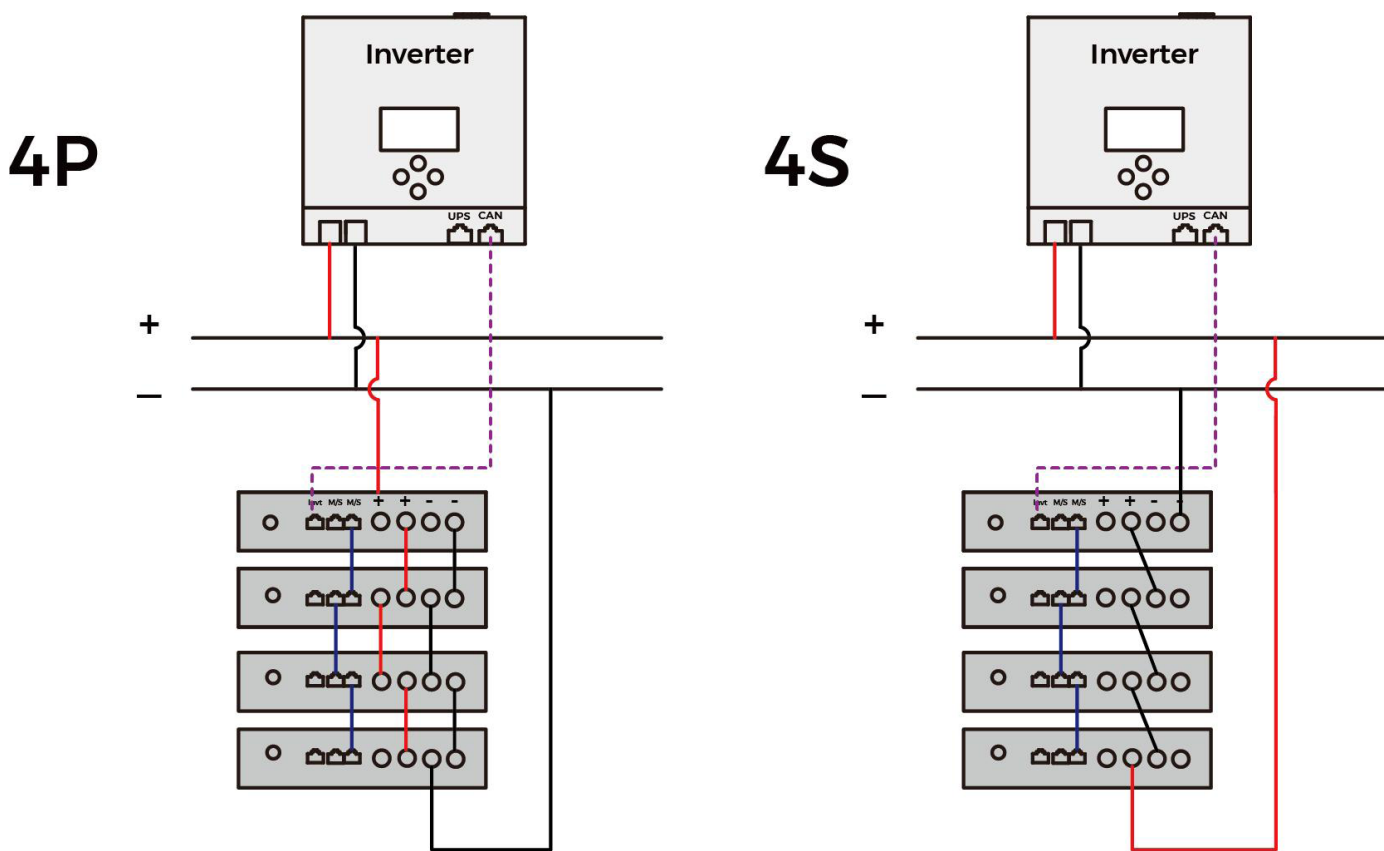 4P
Inverter
UPS CAN
+
–
Invt M/S M/S + + - -
4S
Inverter
UPS CAN
+
–
Invt M/S M/S + + - -